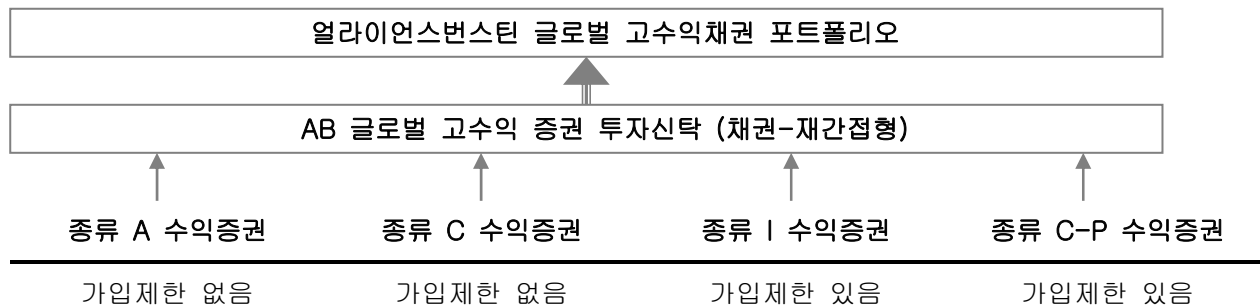 얼라이언스번스틴 글로벌 고수익채권 포트폴리오
AB 글로벌 고수익 증권 투자신탁 (채권-재간접형)
종류 A 수익증권 종류 C 수익증권 종류 I 수익증권 종류 C-P 수익증권
가입제한 없음 가입제한 없음 가입제한 있음 가입제한 있음